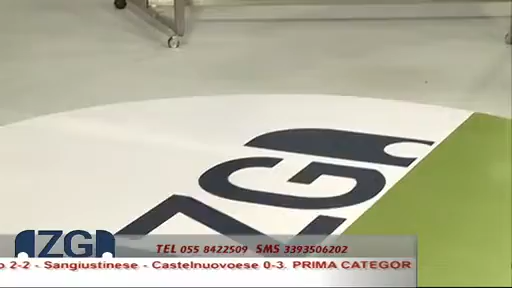 ZG
ZG
TEL 055 8422509 SMS 3393506202
o 2-2 - Sangiustinese - Castelnuovoese 0-3. PRIMA CATEGOR